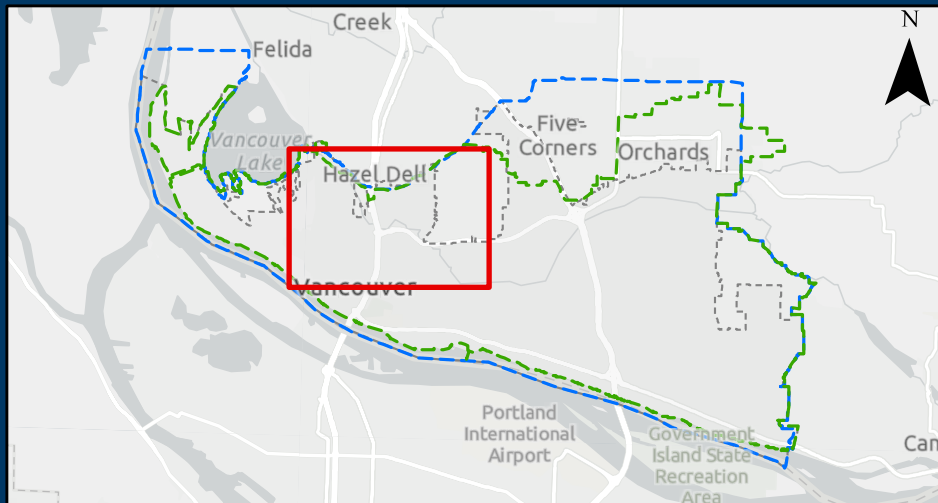 Creek
N
Felida
Vancouver
Lake
Five-
Corners
Orchards
Hazel Dell
Vancouver
Portland
International
Airport
Government
Island State
Recreation
Area
Cam